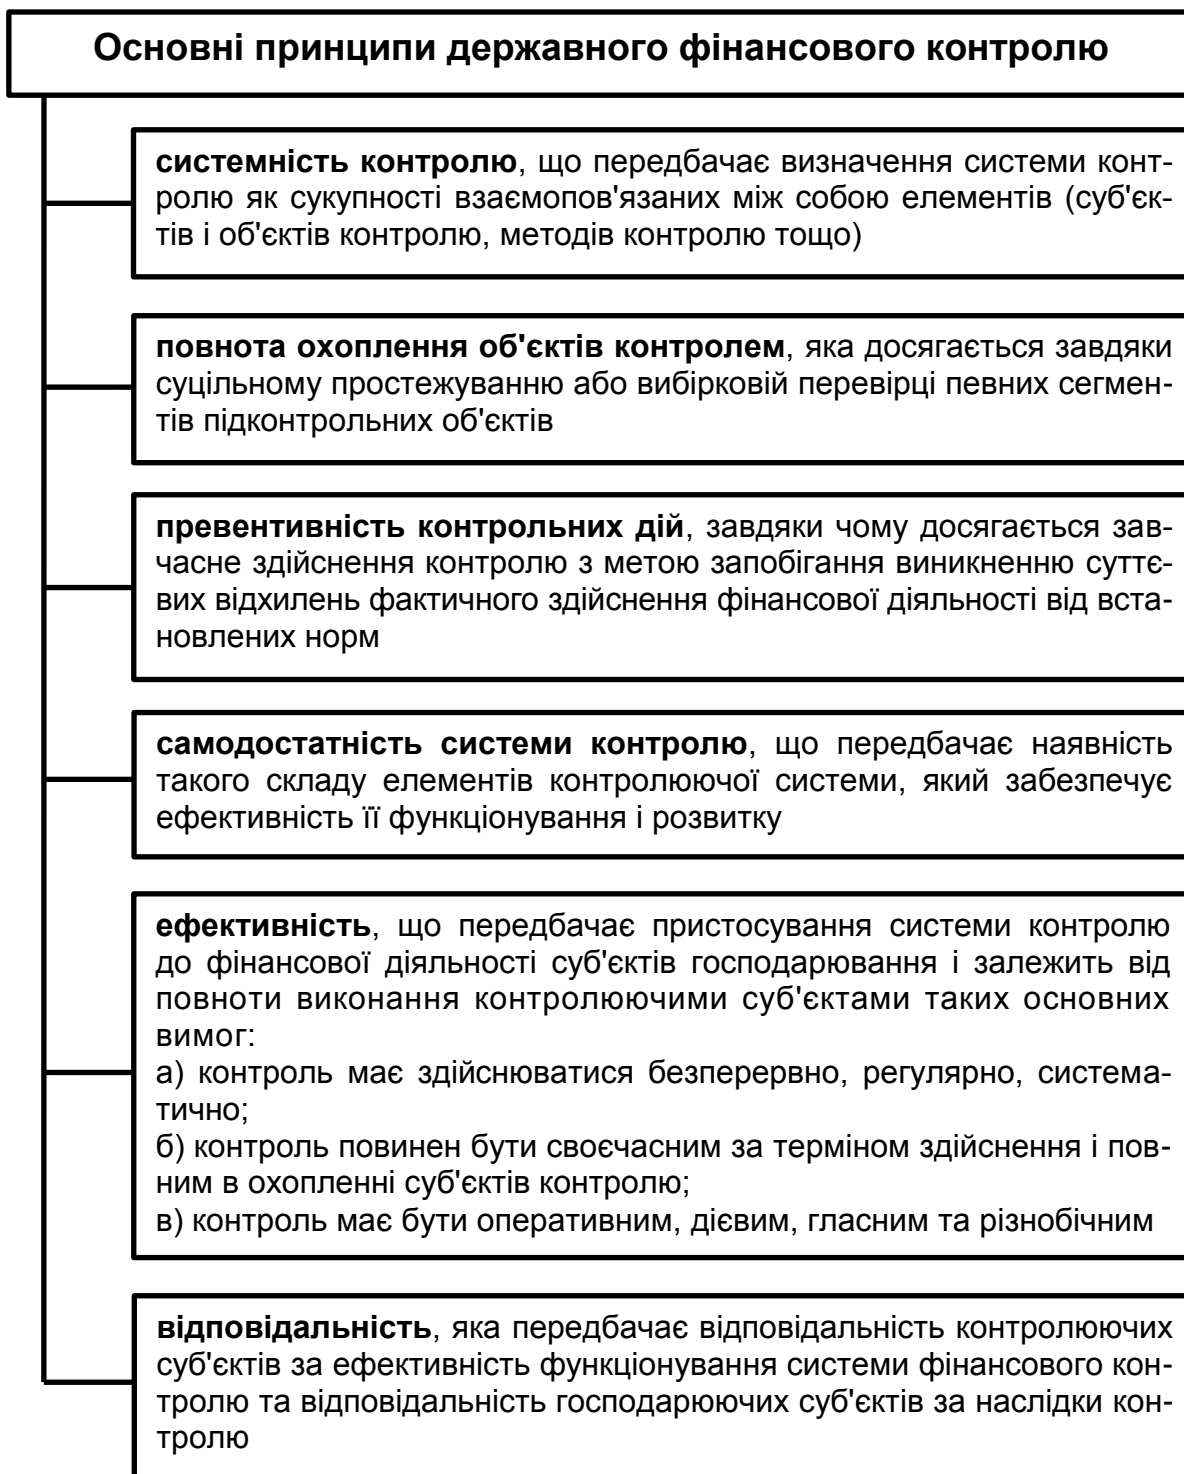 Основні принципи державного фінансового контролю
системність контролю, що передбачає визначення системи конт-
ролю як сукупності взаємопов'язаних між собою елементів (суб'єк-
тів і об'єктів контролю, методів контролю тощо)
повнота охоплення об'єктів контролем, яка досягається завдяки
суцільному простежуванню або вибірковій перевірці певних сегмен-
тів підконтрольних об'єктів
превентивність контрольних дій, завдяки чому досягається зав-
часне здійснення контролю з метою запобігання виникненню суттє-
вих відхилень фактичного здійснення фінансової діяльності від вста-
новлених норм
самодостатність системи контролю, що передбачає наявність
такого складу елементів контролюючої системи, який забезпечує
ефективність її функціонування і розвитку
ефективність, що передбачає пристосування системи контролю
до фінансової діяльності суб'єктів господарювання і залежить від
повноти виконання контролюючими суб'єктами таких основних
вимог:
а) контроль має здійснюватися безперервно, регулярно, система-
тично;
б) контроль повинен бути своєчасним за терміном здійснення і пов-
ним в охопленні суб'єктів контролю;
в) контроль має бути оперативним, дієвим, гласним та різнобічним
відповідальність, яка передбачає відповідальність контролюючих
суб'єктів за ефективність функціонування системи фінансового кон-
тролю та відповідальність господарюючих суб'єктів за наслідки кон-
тролю